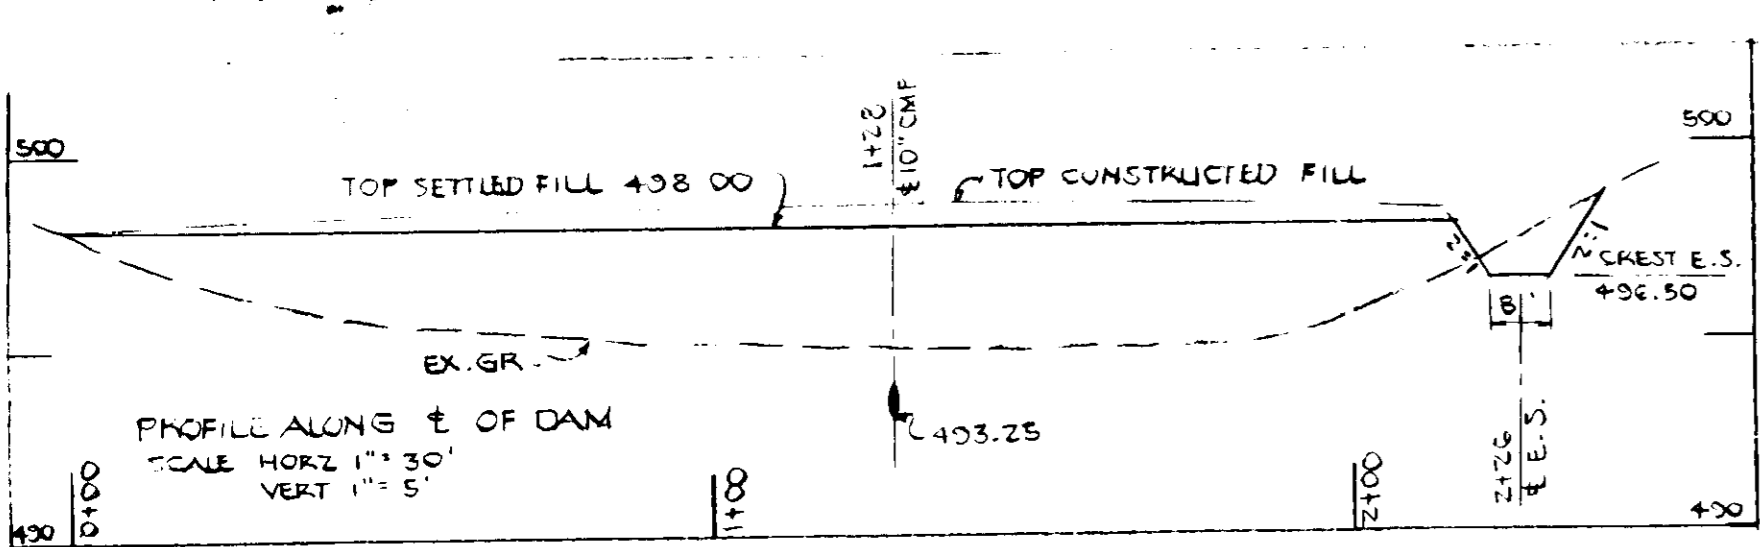 500
500
1+28
℄ 10" CMP
TOP SETTLED FILL 498 00
TOP CONSTRUCTED FILL
2:1
2:1
CREST E.S.
496.50
8'
EX. GR.
493.25
PROFILE ALONG ℄ OF DAM
SCALE HORZ 1" = 30'
VERT 1" = 5'
2+26
℄ E.S.
490
0+00
1+00
2+00
490